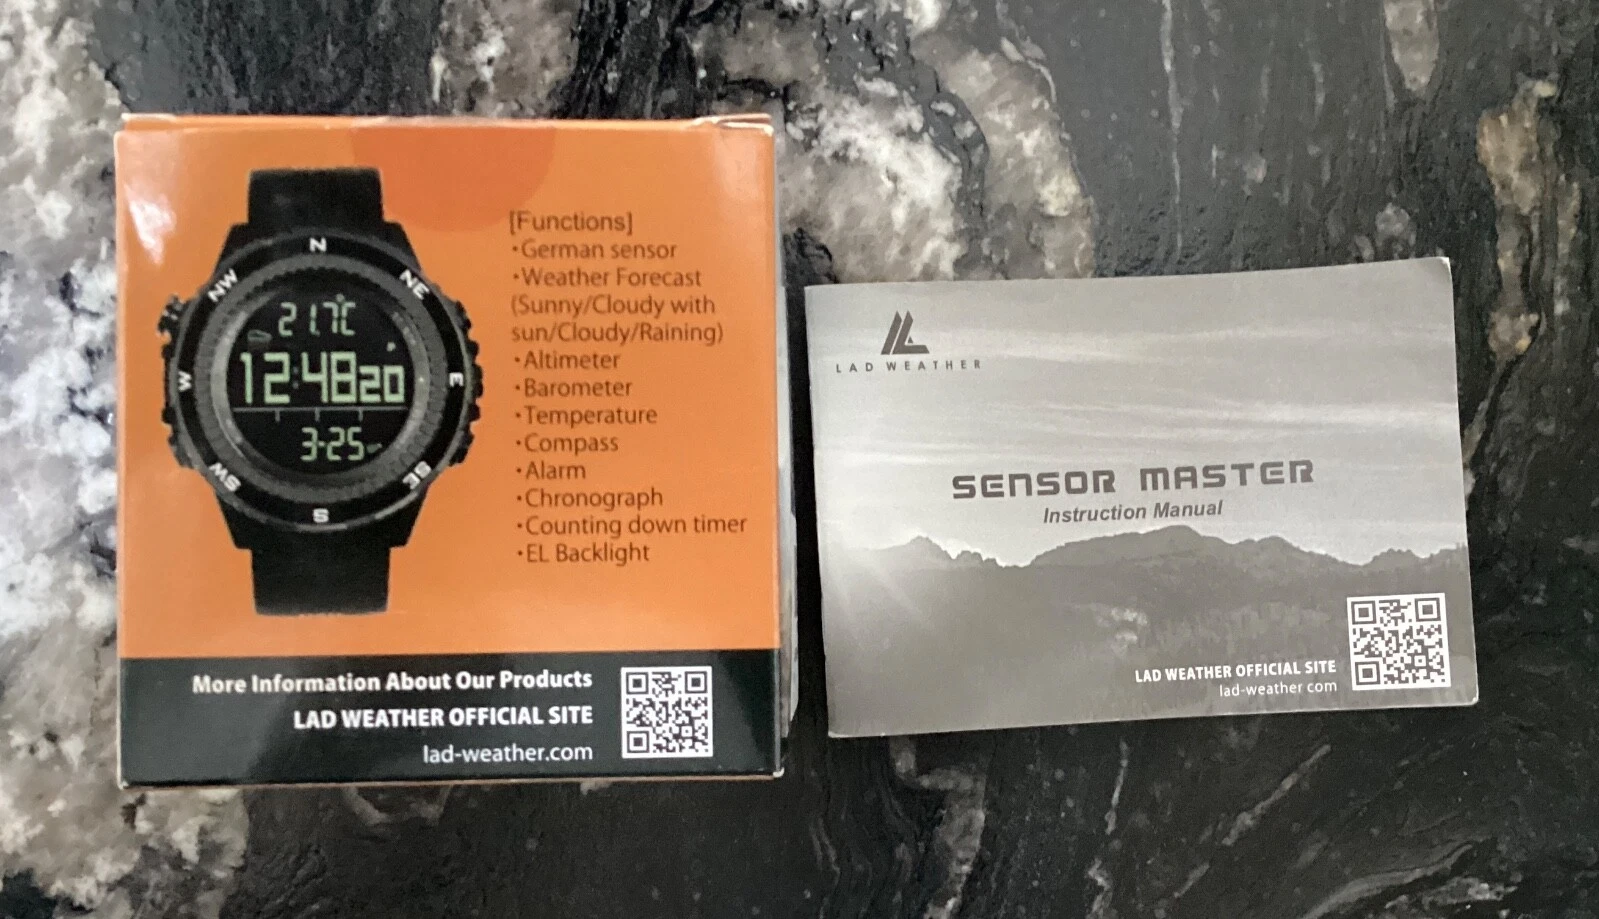 N
NW
NE
21.7°C
12:48 20
W
E
3-25
SW
SE
S
[Functions]
·German sensor
·Weather Forecast
(Sunny/Cloudy with
sun/Cloudy/Raining)
·Altimeter
·Barometer
·Temperature
·Compass
·Alarm
·Chronograph
·Counting down timer
·EL Backlight
More Information About Our Products
LAD WEATHER OFFICIAL SITE
lad-weather.com
LAD WEATHER
SENSOR MASTER
Instruction Manual
LAD WEATHER OFFICIAL SITE
lad-weather.com